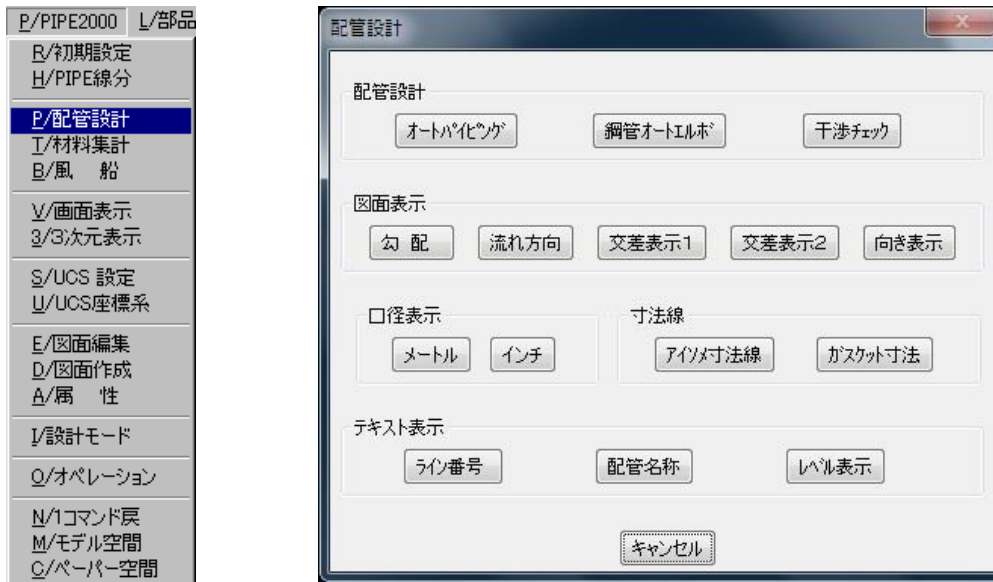 P/PIPE2000 L/部品
R/初期設定
H/PIPE線分
P/配管設計
T/材料集計
B/風 船
V/画面表示
3/3次元表示
S/UCS 設定
U/UCS座標系
E/図面編集
D/図面作成
A/属 性
I/設計モード
O/オペレーション
N/1コマンド戻
M/モデル空間
C/ペーパー空間
配管設計
配管設計
ｵｰﾄﾊﾟｲﾋﾟﾝｸﾞ 鋼管ｵｰﾄｴﾙﾎﾞ 干渉ﾁｪｯｸ
図面表示
勾 配 流れ方向 交差表示1 交差表示2 向き表示
口径表示 寸法線
メートル インチ ｱｲｿﾒ寸法線 ｶﾞｽｹｯﾄ寸法
テキスト表示
ﾗｲﾝ番号 配管名称 ﾚﾍﾞﾙ表示
キャンセル